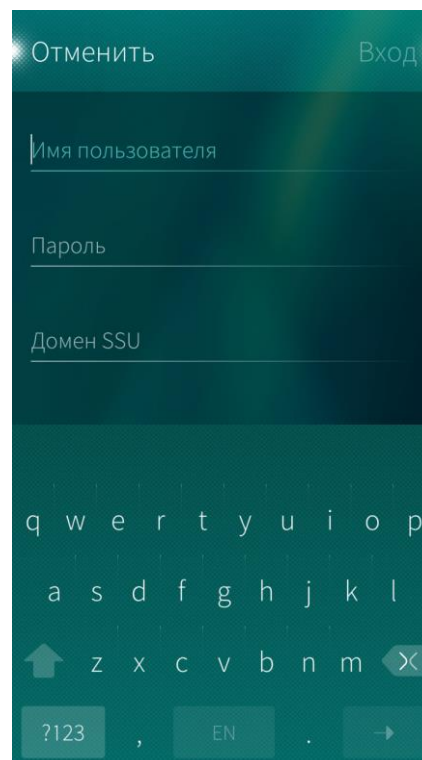 Отменить Вход
Имя пользователя
Пароль
Домен SSU
q w e r t y u i o p
a s d f g h j k l
z x c v b n m
?123 , EN .